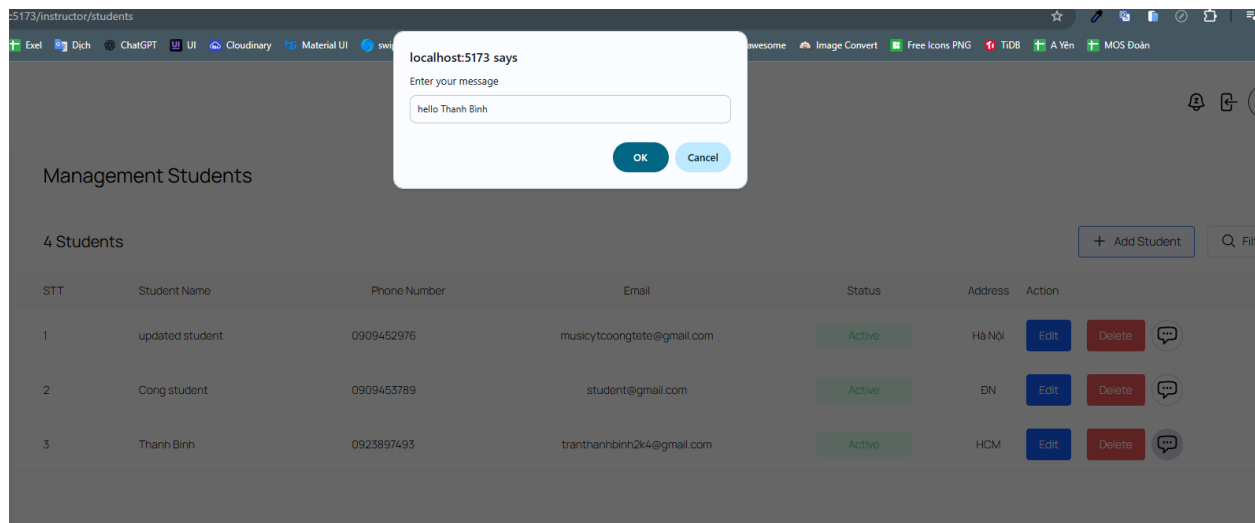 5173/instructor/students
Exel Dịch ChatGPT UI Cloudinary Material UI awesome Image Convert Free Icons PNG TiDB A Yên MOS Đoàn
localhost:5173 says
Enter your message
hello Thanh Bình
OK Cancel
Management Students
4 Students + Add Student
STT Student Name Phone Number Email Status Address Action
1 updated student 0909452976 musicytcoongtete@gmail.com Active Hà Nội Edit Delete
2 Cong student 0909453789 student@gmail.com Active ĐN Edit Delete
3 Thanh Binh 0923897493 tranthanhbinh2k4@gmail.com Active HCM Edit Delete